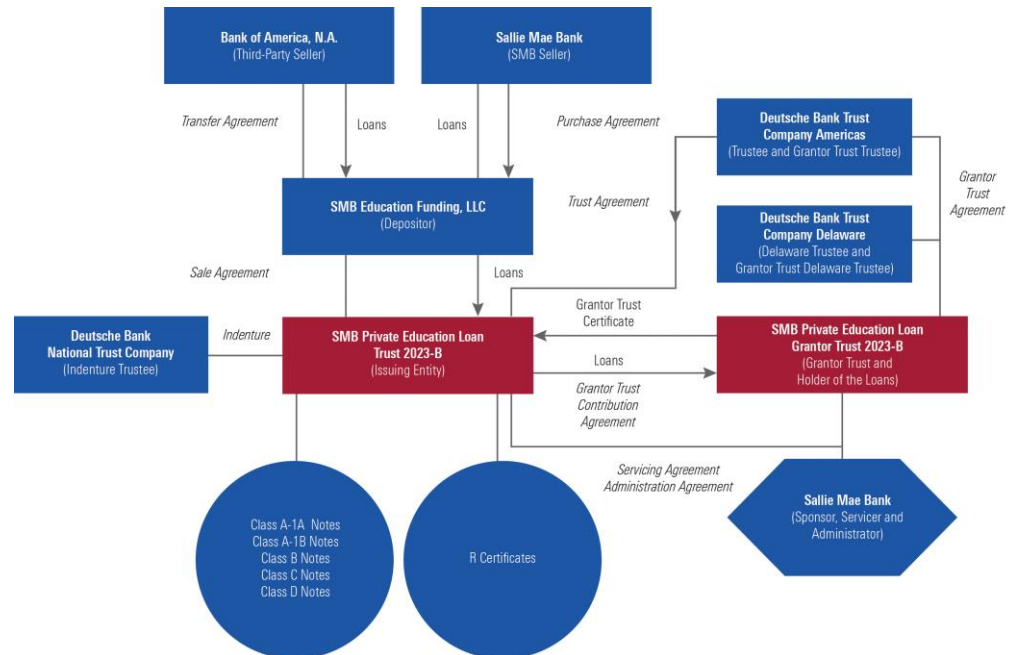 Bank of America, N.A.
(Third-Party Seller)
Sallie Mae Bank
(SMB Seller)
Transfer Agreement
Loans
Loans
Purchase Agreement
Deutsche Bank Trust
Company Americas
(Trustee and Grantor Trust Trustee)
SMB Education Funding, LLC
(Depositor)
Trust Agreement
Grantor
Trust
Agreement
Deutsche Bank Trust
Company Delaware
(Delaware Trustee and
Grantor Trust Delaware Trustee)
Sale Agreement
Loans
Grantor Trust
Certificate
Deutsche Bank
National Trust Company
(Indenture Trustee)
Indenture
SMB Private Education Loan
Trust 2023-B
(Issuing Entity)
Loans
Grantor Trust
Contribution
Agreement
SMB Private Education Loan
Grantor Trust 2023-B
(Grantor Trust and
Holder of the Loans)
Servicing Agreement
Administration Agreement
Class A-1A Notes
Class A-1B Notes
Class B Notes
Class C Notes
Class D Notes
R Certificates
Sallie Mae Bank
(Sponsor, Servicer and
Administrator)